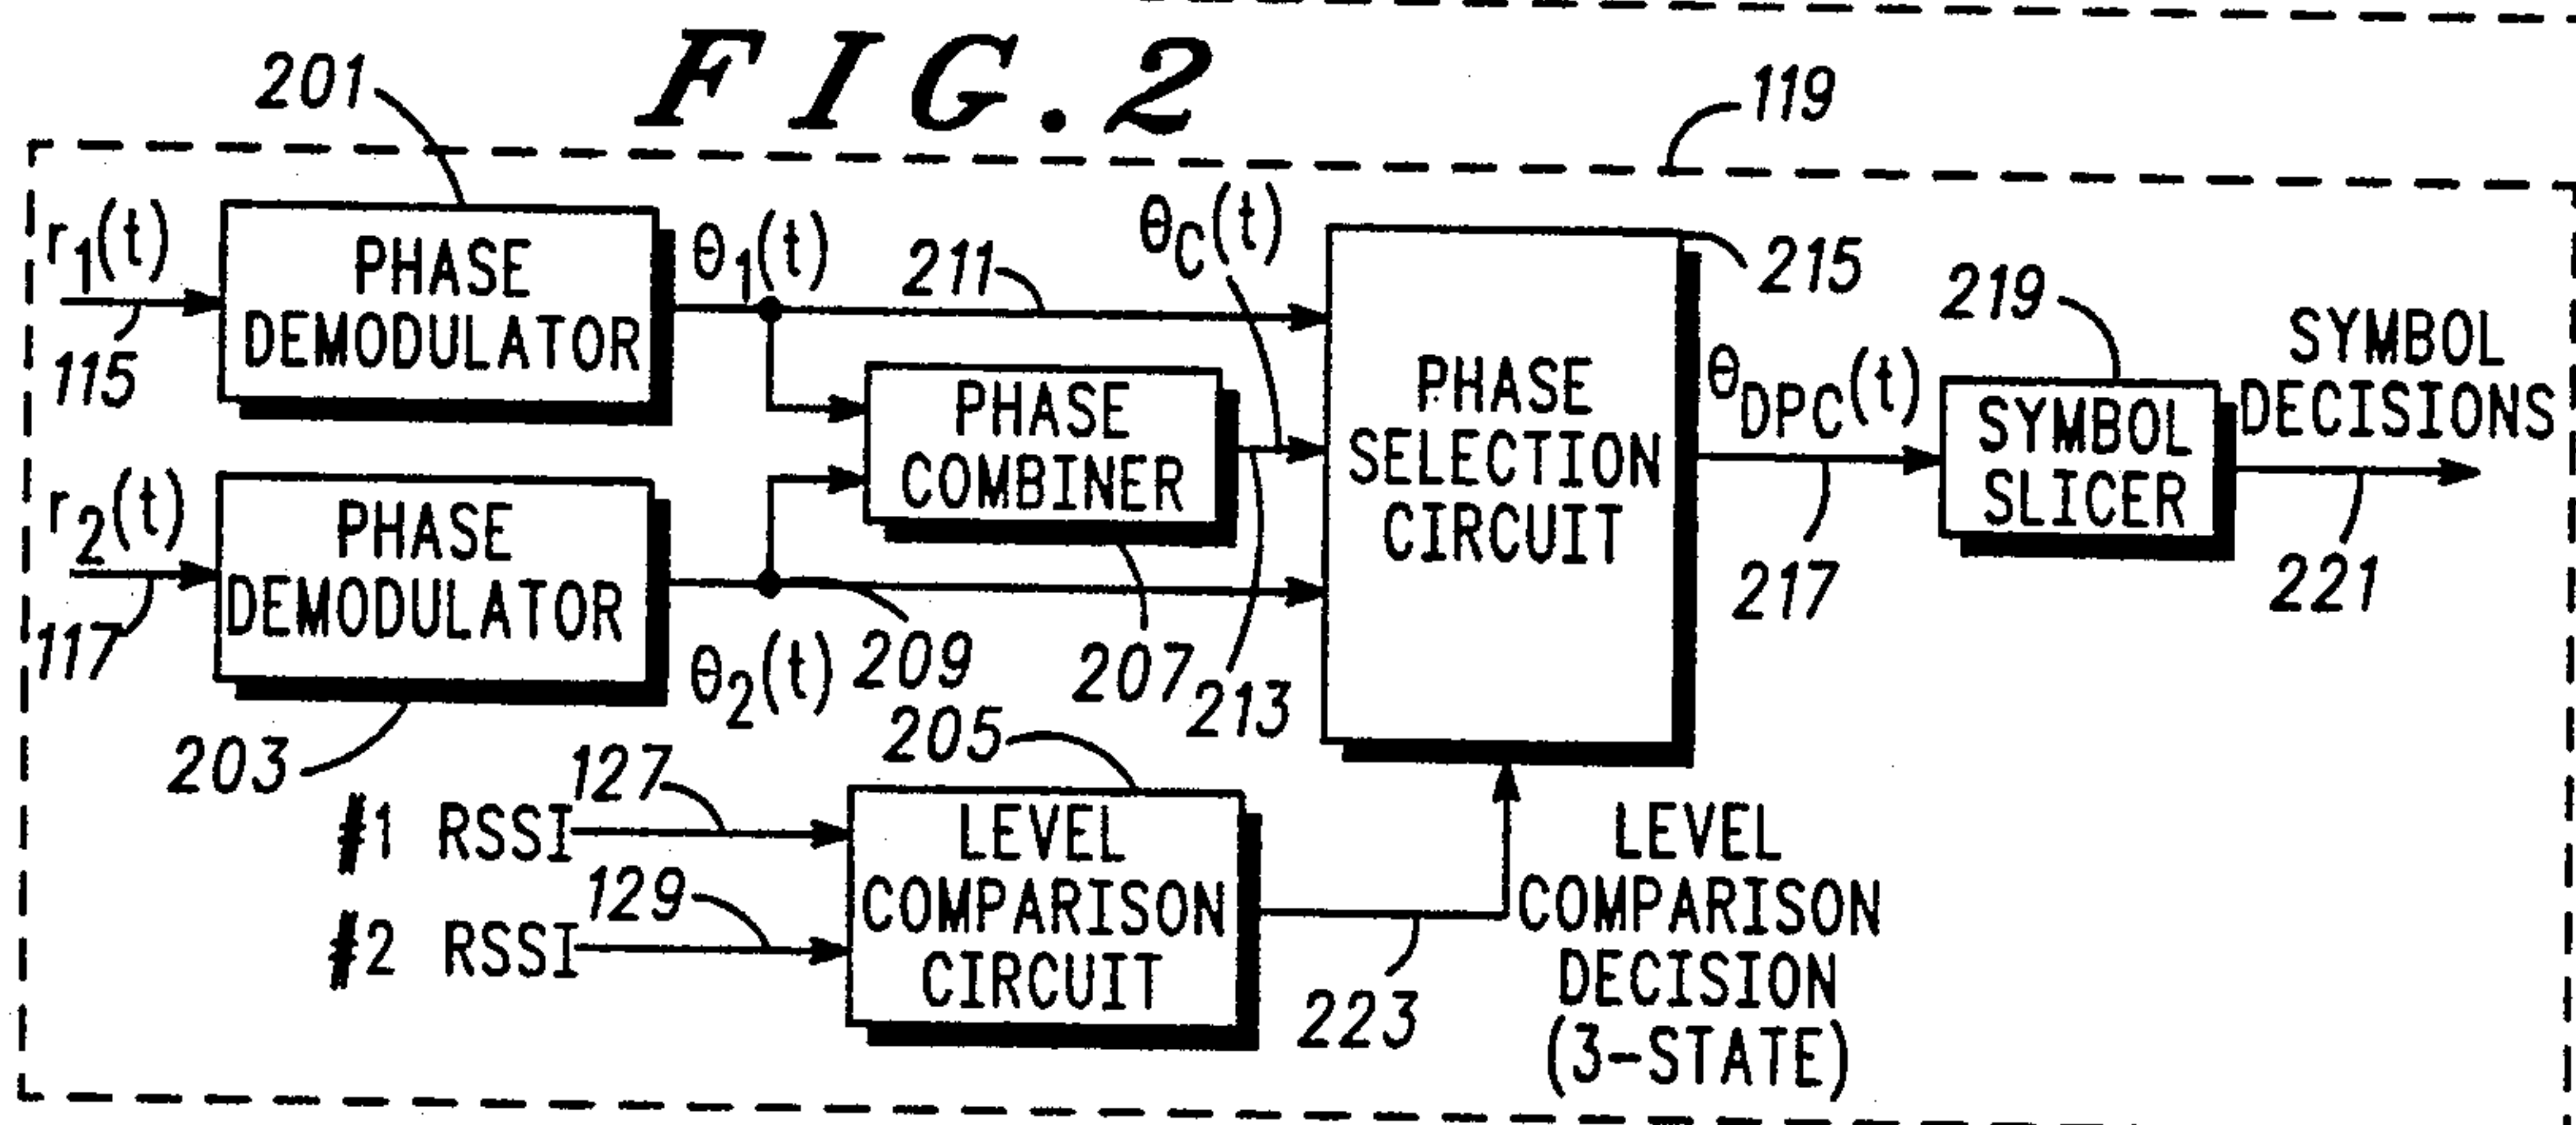 FIG. 2
201
119
r1(t)
PHASE
DEMODULATOR
115
θ1(t)
211
θC(t)
215
PHASE
COMBINER
PHASE
SELECTION
CIRCUIT
θDPC(t)
219
SYMBOL
SLICER
SYMBOL
DECISIONS
r2(t)
PHASE
DEMODULATOR
117
θ2(t)
209
207
213
217
221
203
205
#1 RSSI
127
#2 RSSI
129
LEVEL
COMPARISON
CIRCUIT
223
LEVEL
COMPARISON
DECISION
(3-STATE)